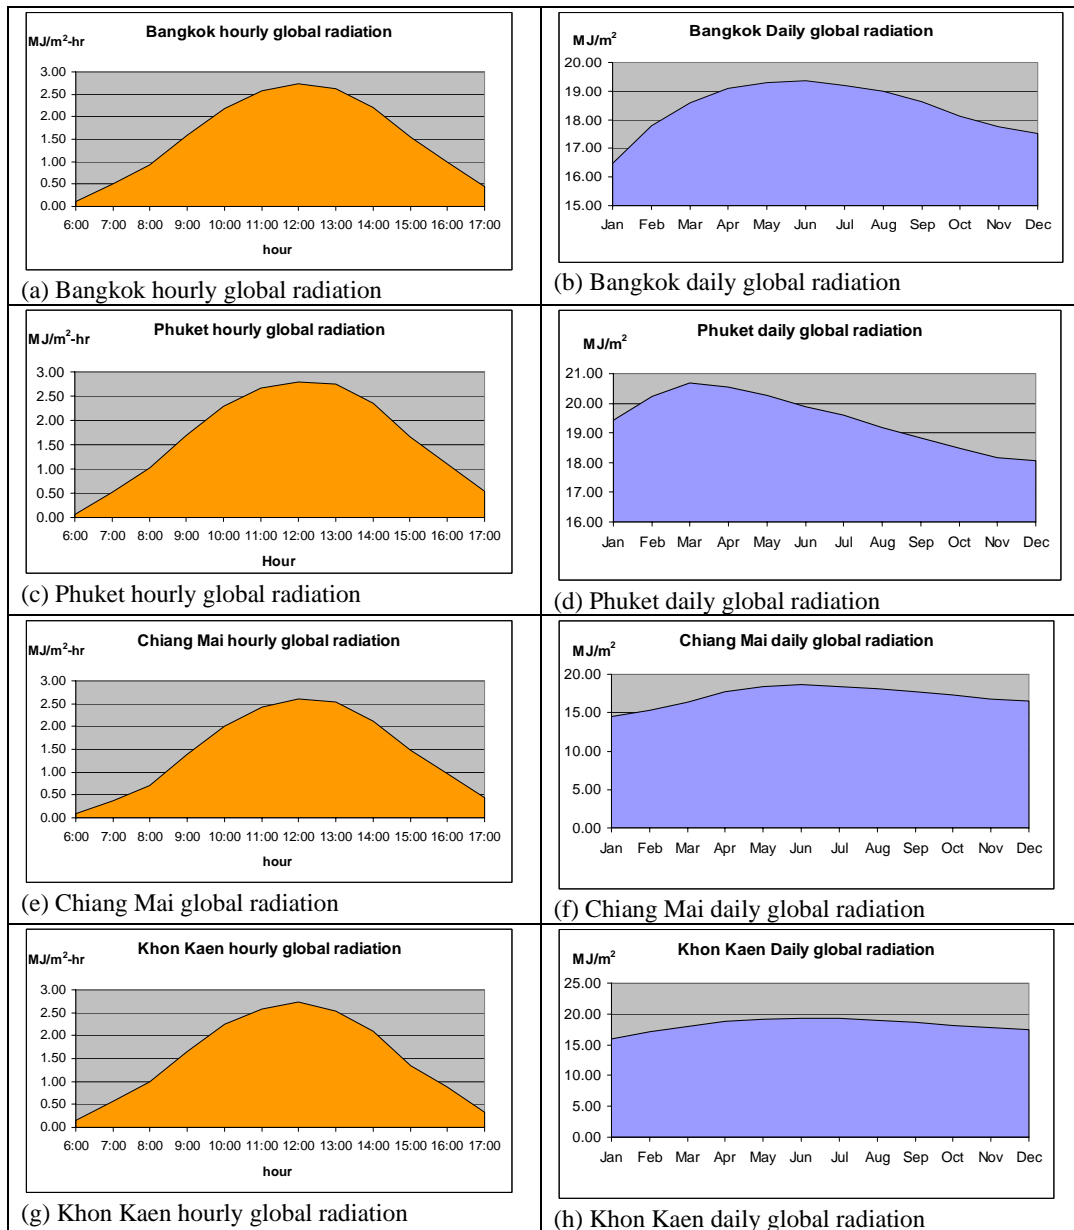 Bangkok hourly global radiation
MJ/m²-hr
3.00
2.50
2.00
1.50
1.00
0.50
0.00
6:00 7:00 8:00 9:00 10:00 11:00 12:00 13:00 14:00 15:00 16:00 17:00
hour
(a) Bangkok hourly global radiation
Bangkok Daily global radiation
MJ/m²
20.00
19.00
18.00
17.00
16.00
15.00
Jan Feb Mar Apr May Jun Jul Aug Sep Oct Nov Dec
(b) Bangkok daily global radiation
Phuket hourly global radiation
MJ/m²-hr
3.00
2.50
2.00
1.50
1.00
0.50
0.00
6:00 7:00 8:00 9:00 10:00 11:00 12:00 13:00 14:00 15:00 16:00 17:00
Hour
(c) Phuket hourly global radiation
Phuket daily global radiation
MJ/m²
21.00
20.00
19.00
18.00
17.00
16.00
Jan Feb Mar Apr May Jun Jul Aug Sep Oct Nov Dec
(d) Phuket daily global radiation
Chiang Mai hourly global radiation
MJ/m²-hr
3.00
2.50
2.00
1.50
1.00
0.50
0.00
6:00 7:00 8:00 9:00 10:00 11:00 12:00 13:00 14:00 15:00 16:00 17:00
hour
(e) Chiang Mai global radiation
Chiang Mai daily global radiation
MJ/m²
20.00
15.00
10.00
5.00
0.00
Jan Feb Mar Apr May Jun Jul Aug Sep Oct Nov Dec
(f) Chiang Mai daily global radiation
Khon Kaen hourly global radiation
MJ/m²-hr
3.00
2.50
2.00
1.50
1.00
0.50
0.00
6:00 7:00 8:00 9:00 10:00 11:00 12:00 13:00 14:00 15:00 16:00 17:00
hour
(g) Khon Kaen hourly global radiation
Khon Kaen Daily global radiation
MJ/m²
25.00
20.00
15.00
10.00
5.00
0.00
Jan Feb Mar Apr May Jun Jul Aug Sep Oct Nov Dec
(h) Khon Kaen daily global radiation